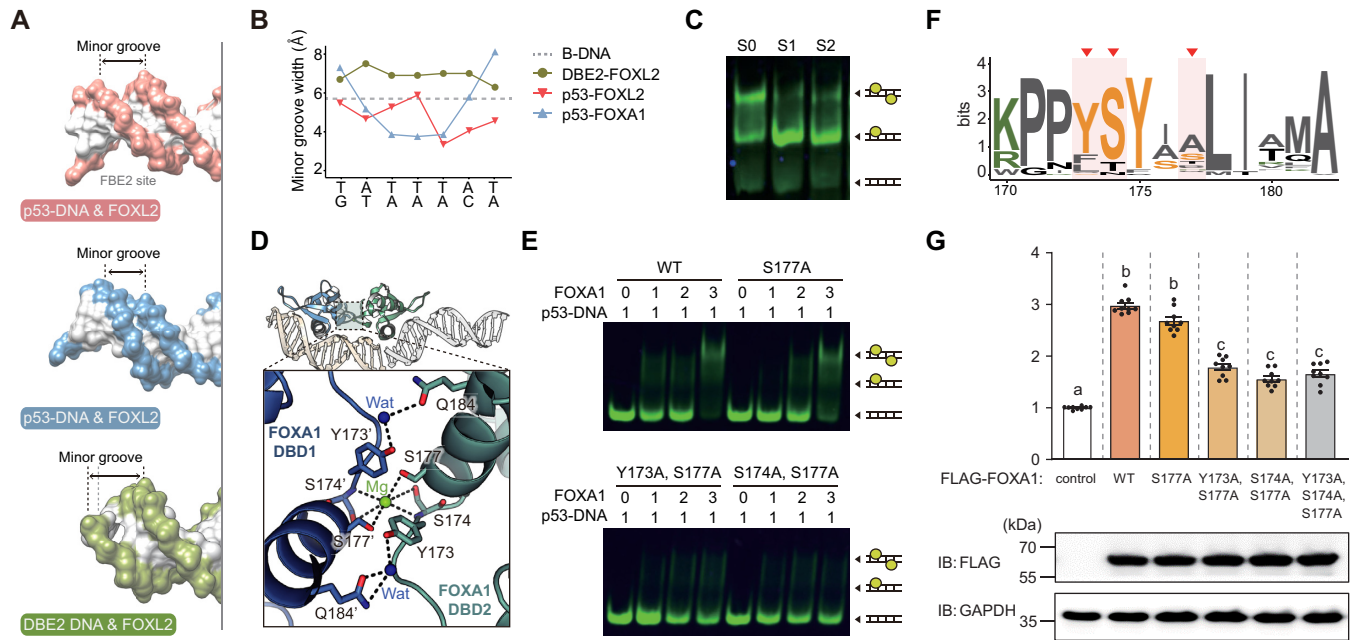 A
Minor groove
FBE2 site
p53-DNA & FOXL2
Minor groove
p53-DNA & FOXL2
Minor groove
DBE2 DNA & FOXL2
B
Minor groove width (Å)
8
6
4
2
T A T T T A T
G T A A A C A
B-DNA
DBE2-FOXL2
p53-FOXL2
p53-FOXA1
C
S0 S1 S2
D
Wat
Q184
FOXA1
DBD1
Y173'
S177
S174'
Mg
S174
S177'
Y173
Wat
FOXA1
DBD2
Q184'
E
WT S177A
FOXA1 0 1 2 3 0 1 2 3
p53-DNA 1 1 1 1 1 1 1 1
Y173A, S177A S174A, S177A
FOXA1 0 1 2 3 0 1 2 3
p53-DNA 1 1 1 1 1 1 1 1
F
bits
4
3
2
1
0
KPPYSYIALIAMA
170 175 180
G
4
3
2
1
0
a b b c c c
FLAG-FOXA1: control WT S177A Y173A, S177A S174A, S177A Y173A, S174A, S177A
(kDa)
70
55
IB: FLAG
35
IB: GAPDH